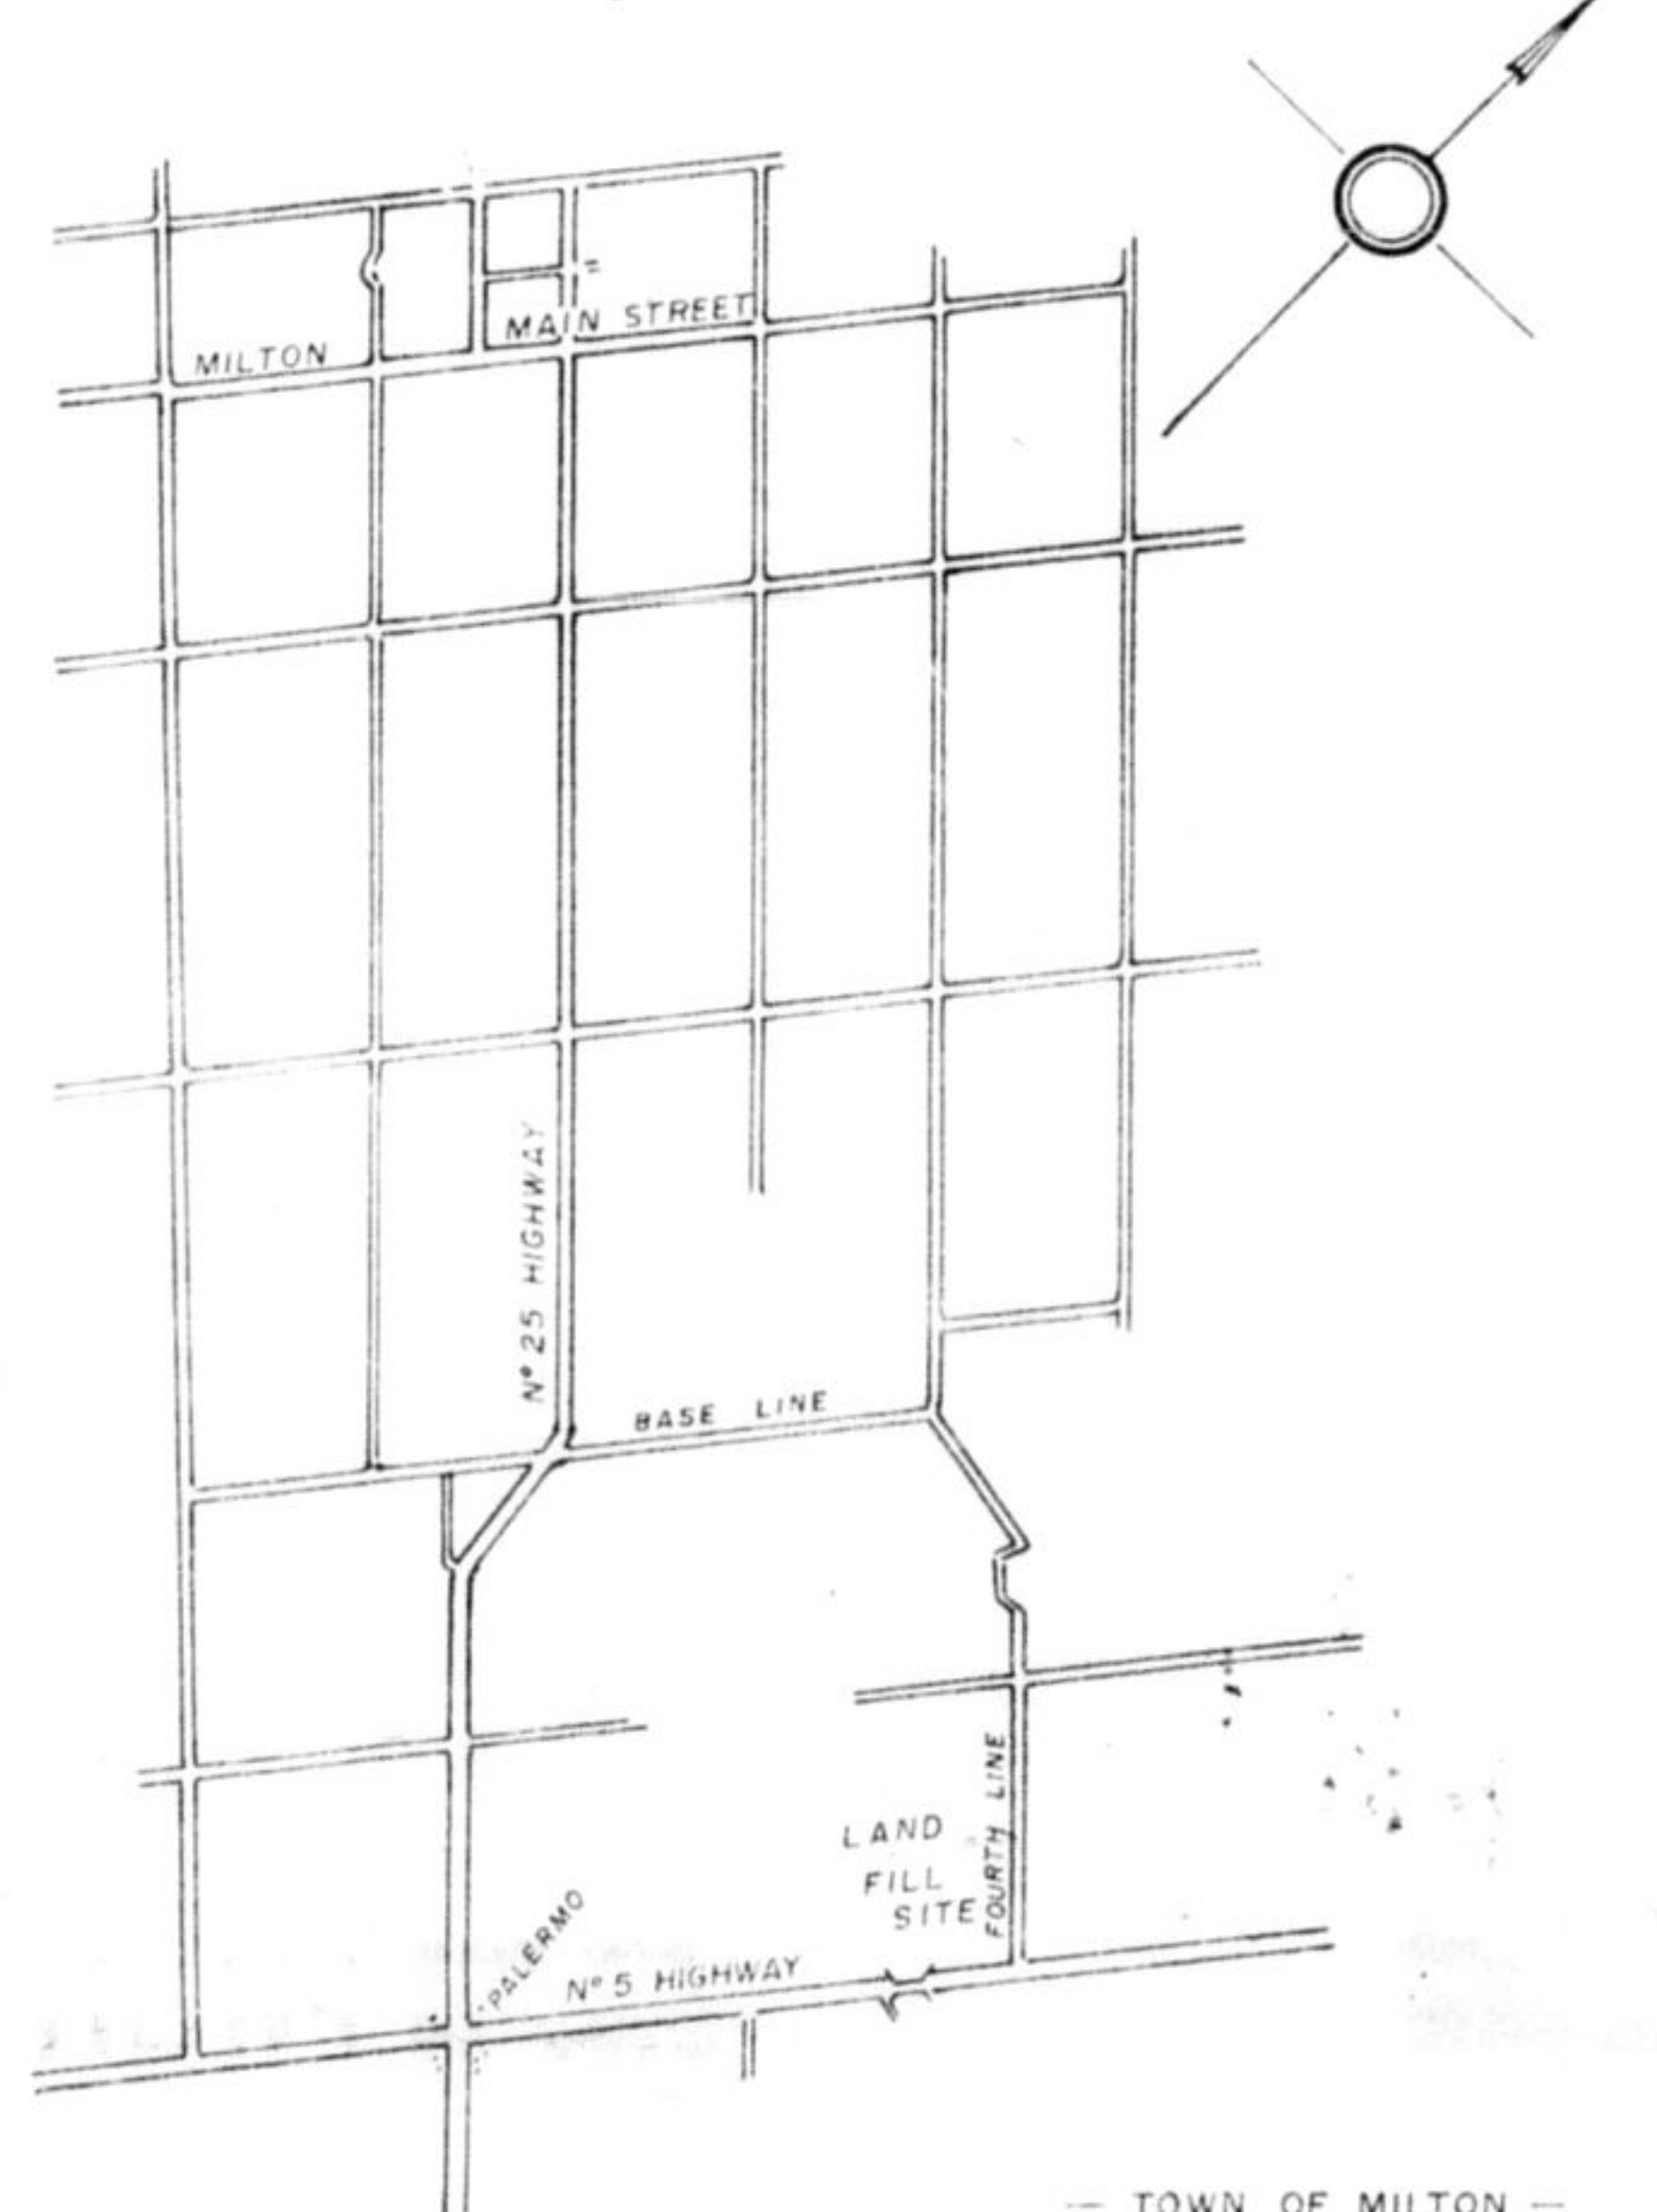 MAIN STREET
MILTON
Nº 25 HIGHWAY
BASE LINE
FOURTH LINE
LAND
FILL
SITE
PALERMO
Nº 5 HIGHWAY
— TOWN OF MILTON —